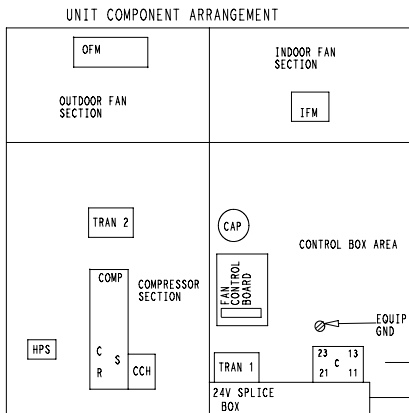 UNIT COMPONENT ARRANGEMENT
OFM
OUTDOOR FAN
SECTION
INDOOR FAN
SECTION
IFM
TRAN 2
COMP
COMPRESSOR
SECTION
HPS
C
S
R
CCH
CAP
CONTROL BOX AREA
FAN
CONTROL
BOARD
EQUIP
GND
TRAN 1
23 13
C
21 11
24V SPLICE
BOX